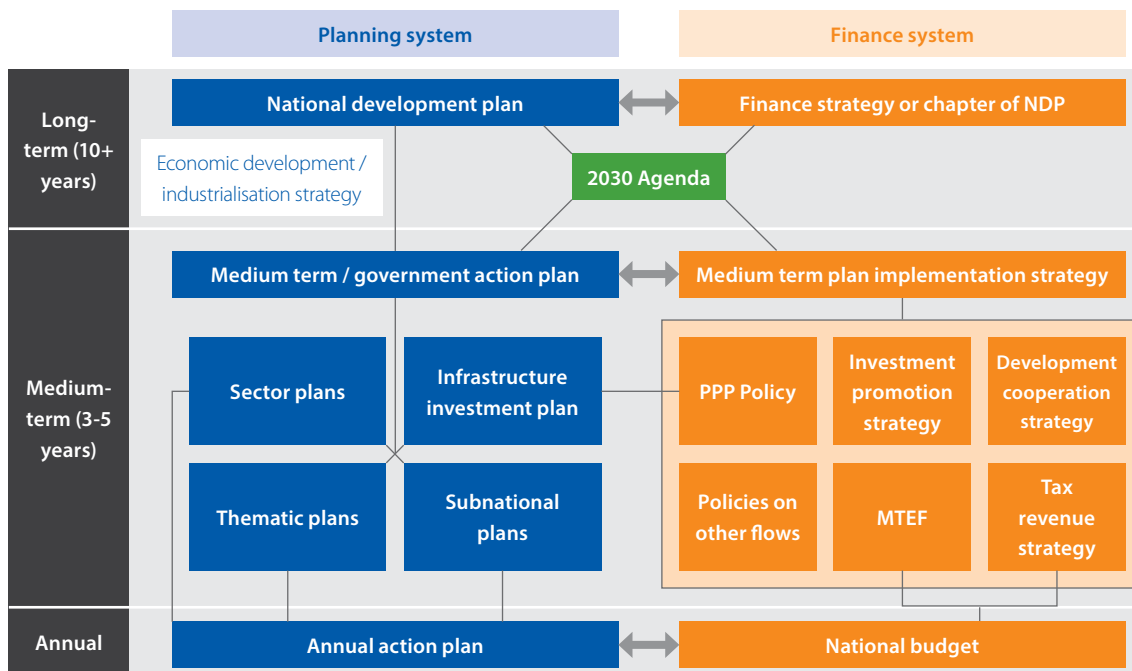 Planning system
Finance system
Long-
term (10+
years)
National development plan
Finance strategy or chapter of NDP
Economic development /
industrialisation strategy
2030 Agenda
Medium-
term (3-5
years)
Medium term / government action plan
Medium term plan implementation strategy
Sector plans
Infrastructure
investment plan
PPP Policy
Investment
promotion
strategy
Development
cooperation
strategy
Thematic plans
Subnational
plans
Policies on
other flows
MTEF
Tax
revenue
strategy
Annual
Annual action plan
National budget